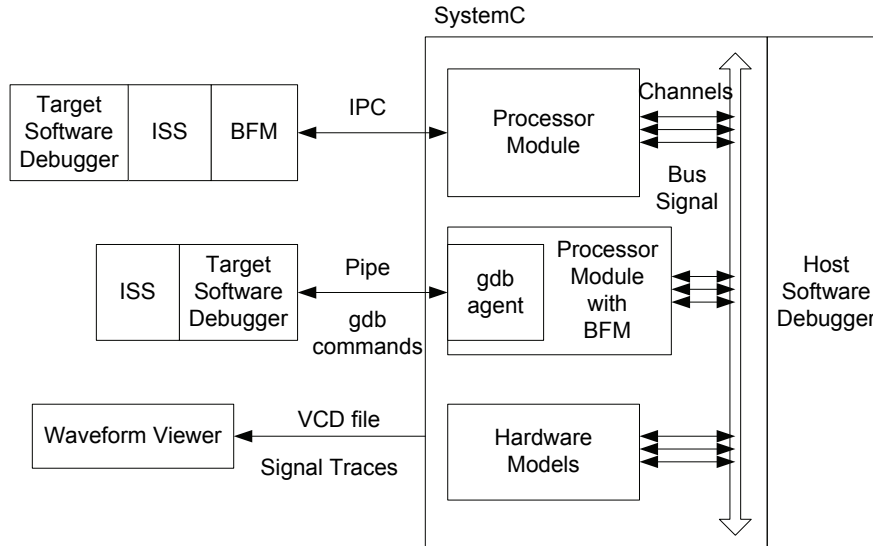 SystemC
Target
Software
Debugger
ISS
BFM
IPC
Processor
Module
Channels
Bus
Signal
ISS
Target
Software
Debugger
Pipe
gdb
commands
gdb
agent
Processor
Module
with
BFM
Host
Software
Debugger
Waveform Viewer
VCD file
Signal Traces
Hardware
Models